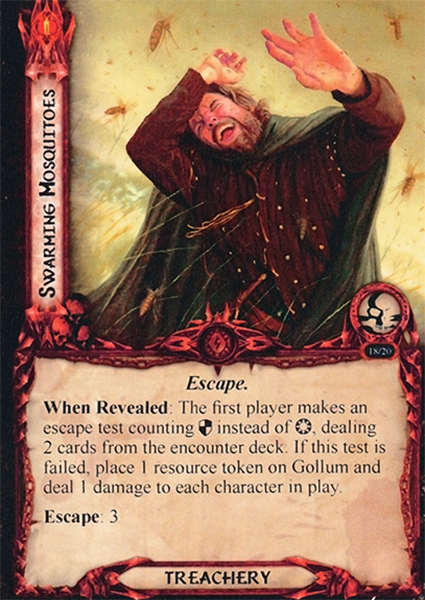 Swarming Mosquitoes
18/20
Escape.
When Revealed: The first player makes an
escape test counting instead of , dealing
2 cards from the encounter deck. If this test is
failed, place 1 resource token on Gollum and
deal 1 damage to each character in play.
Escape: 3
TREACHERY